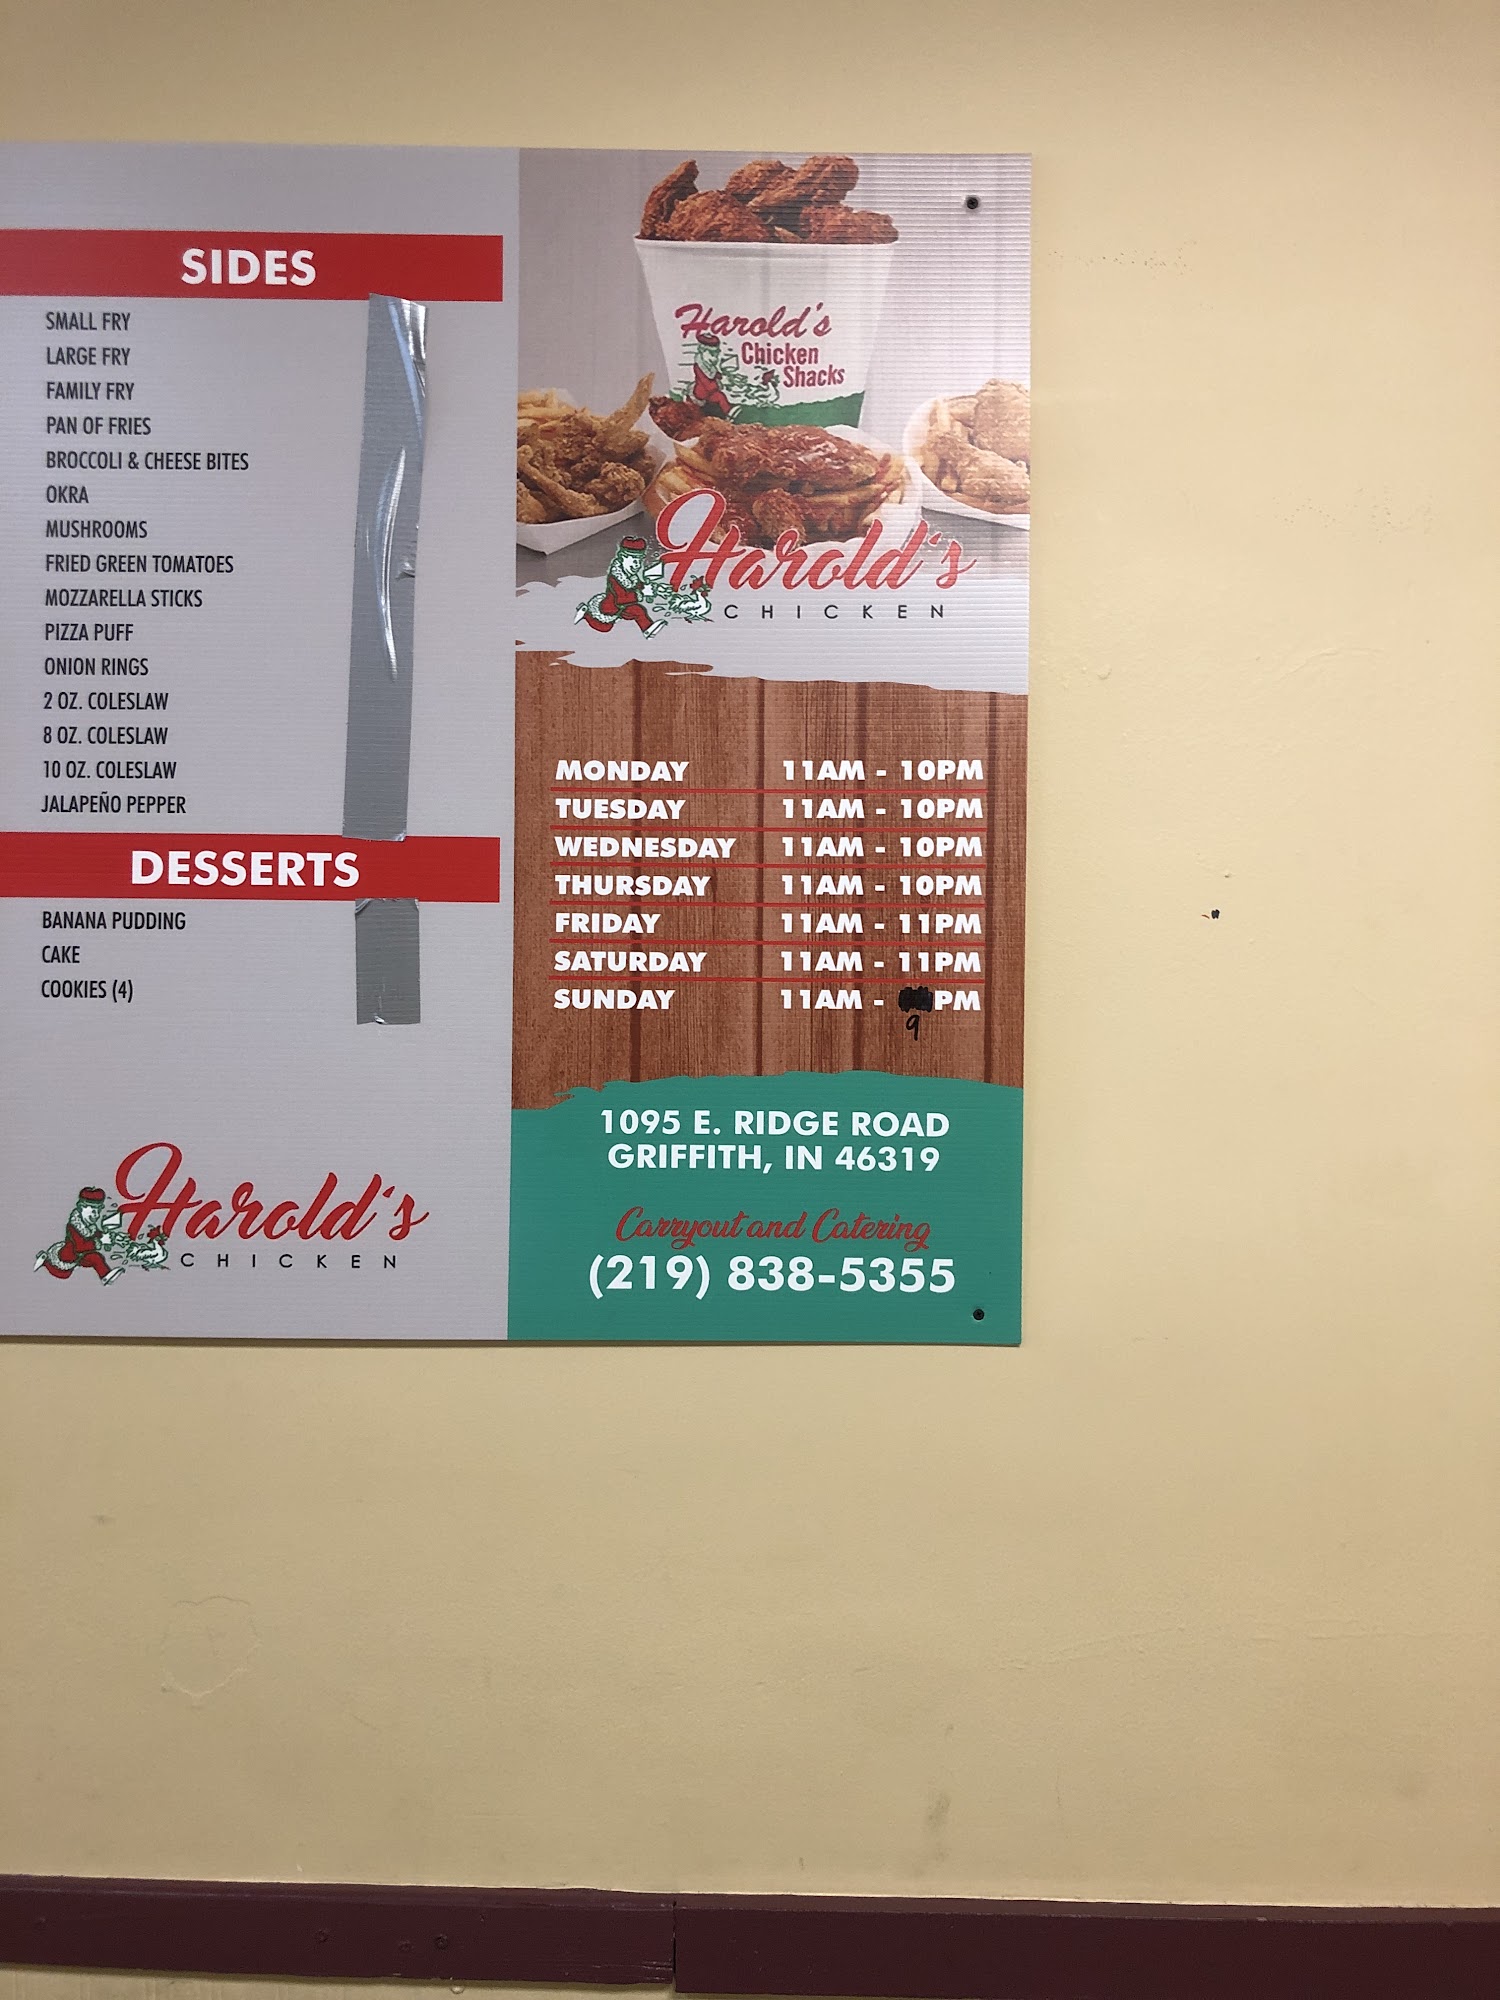 SIDES
SMALL FRY
LARGE FRY
FAMILY FRY
PAN OF FRIES
BROCCOLI & CHEESE BITES
OKRA
MUSHROOMS
FRIED GREEN TOMATOES
MOZZARELLA STICKS
PIZZA PUFF
ONION RINGS
2 OZ. COLESLAW
8 OZ. COLESLAW
10 OZ. COLESLAW
JALAPEÑO PEPPER
DESSERTS
BANANA PUDDING
CAKE
COOKIES (4)
Harold's
CHICKEN
Harold's
Chicken
Shacks
Harold's
CHICKEN
MONDAY 11AM - 10PM
TUESDAY 11AM - 10PM
WEDNESDAY 11AM - 10PM
THURSDAY 11AM - 10PM
FRIDAY 11AM - 11PM
SATURDAY 11AM - 11PM
SUNDAY 11AM - PM
9
1095 E. RIDGE ROAD
GRIFFITH, IN 46319
Carryout and Catering
(219) 838-5355